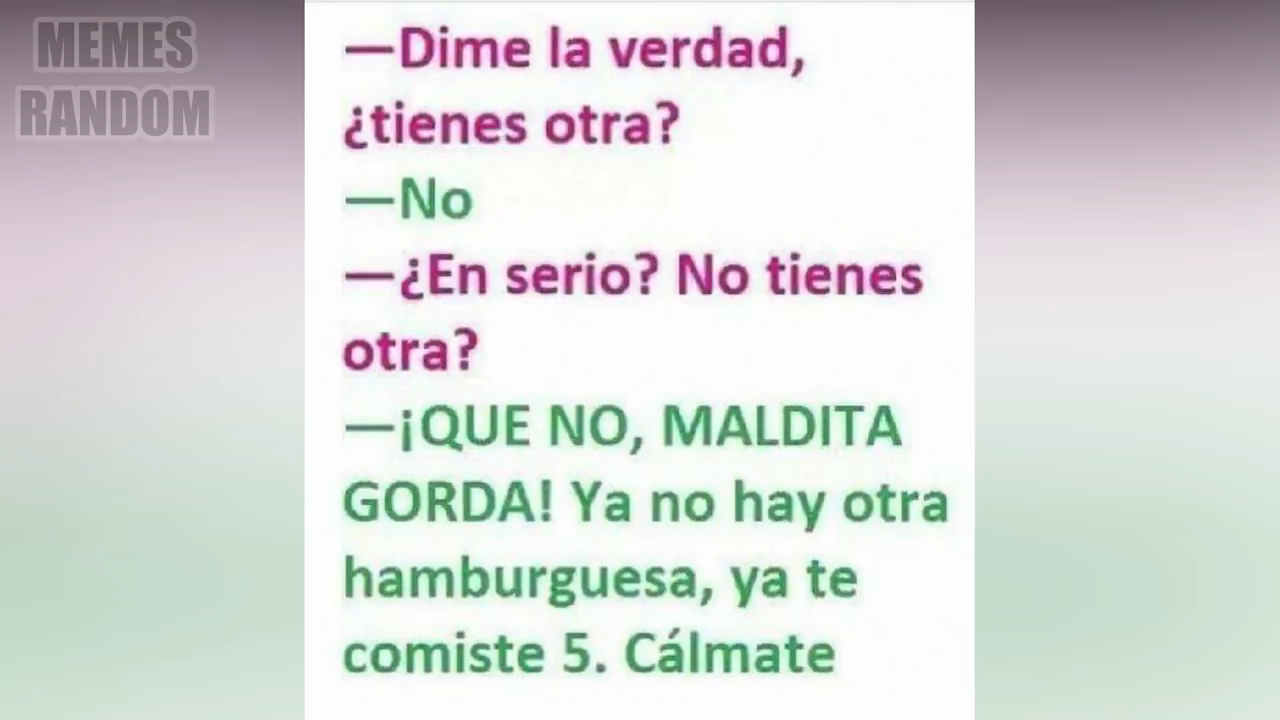 MEMES
RANDOM
—Dime la verdad,
¿tienes otra?
—No
—¿En serio? No tienes
otra?
—¡QUE NO, MALDITA
GORDA! Ya no hay otra
hamburguesa, ya te
comiste 5. Cálmate